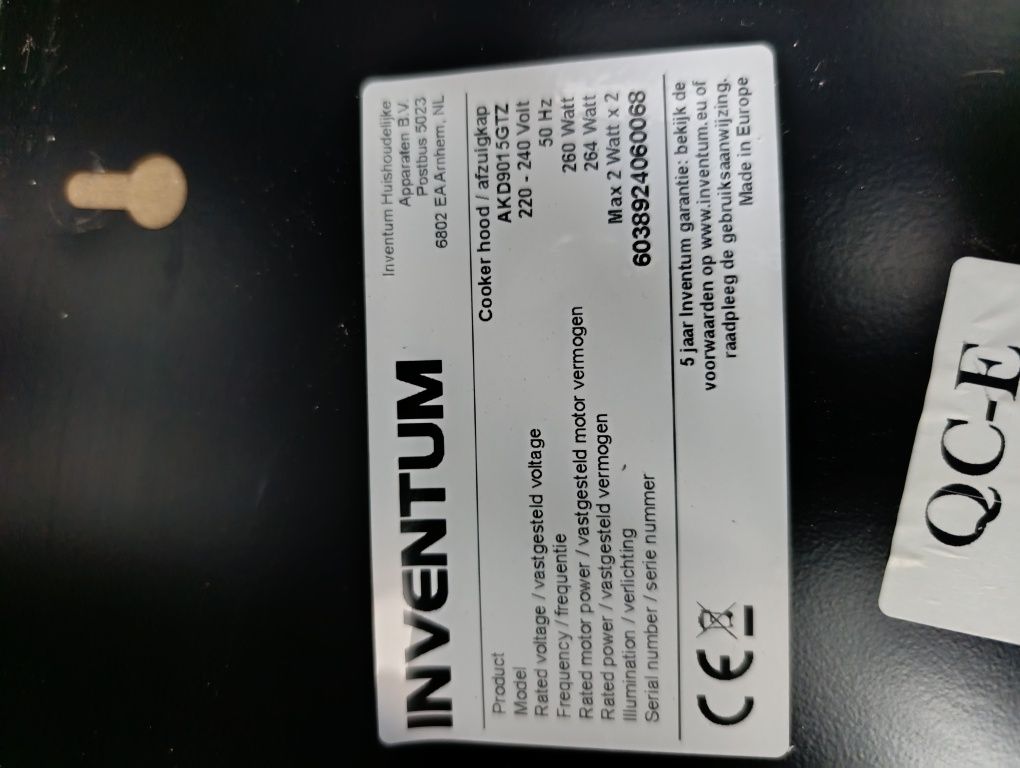 INVENTUM
Inventum Huishoudelijke
Apparaten B.V.
Postbus 5023
6802 EA Arnhem, NL
Product Cooker hood / afzuigkap
Model AKD9015GTZ
Rated voltage / vastgesteld voltage 220 - 240 Volt
Frequency / frequentie 50 Hz
Rated motor power / vastgesteld motor vermogen 260 Watt
Rated power / vastgesteld vermogen 264 Watt
Illumination / verlichting Max 2 Watt x 2
Serial number / serie nummer 6038924060068
CE
5 jaar Inventum garantie: bekijk de
voorwaarden op www.inventum.eu of
raadpleeg de gebruiksaanwijzing.
Made in Europe
QC-E